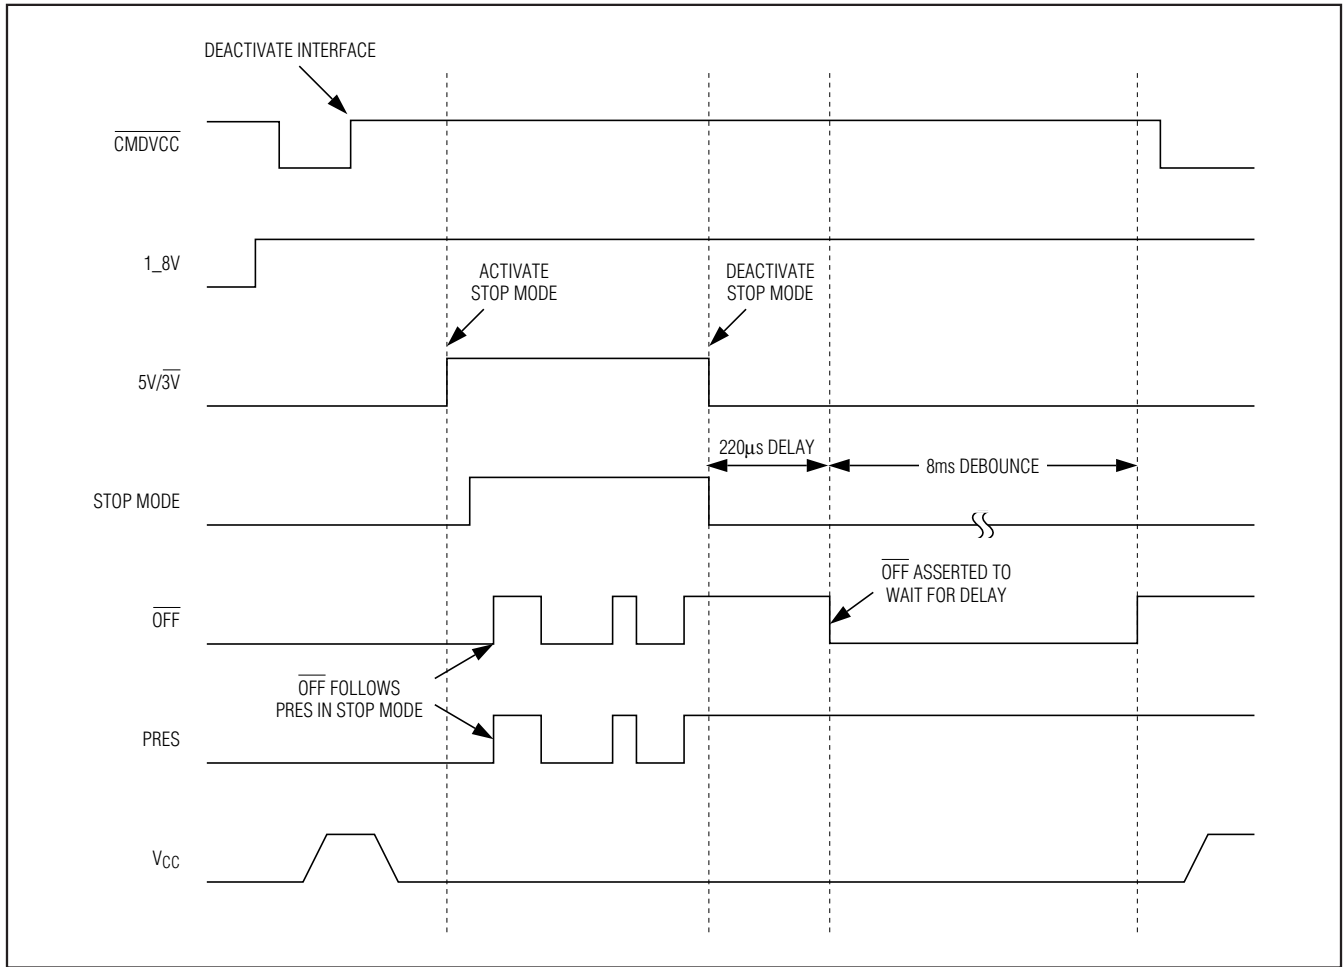 DEACTIVATE INTERFACE
CMDVCC
1_8V
ACTIVATE
STOP MODE
DEACTIVATE
STOP MODE
5V/3V
220μs DELAY
8ms DEBOUNCE
STOP MODE
OFF ASSERTED TO
WAIT FOR DELAY
OFF
OFF FOLLOWS
PRES IN STOP MODE
PRES
VCC